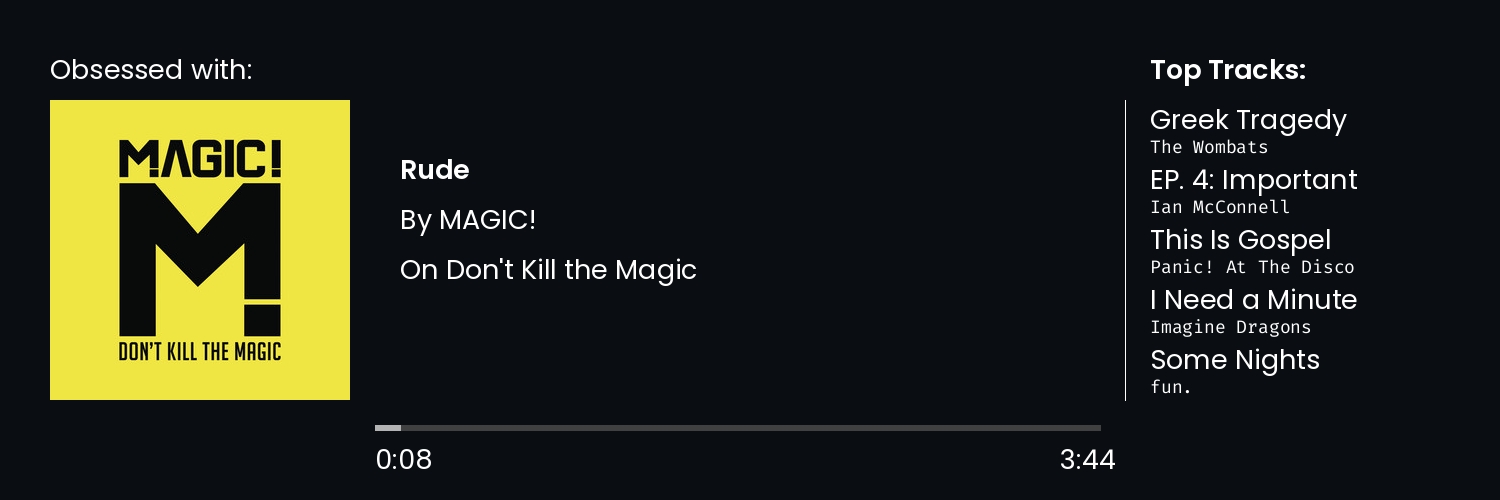 Obsessed with:
MAGIC!
M!
DON'T KILL THE MAGIC
Rude
By MAGIC!
On Don't Kill the Magic
0:08
3:44
Top Tracks:
Greek Tragedy
The Wombats
EP. 4: Important
Ian McConnell
This Is Gospel
Panic! At The Disco
I Need a Minute
Imagine Dragons
Some Nights
fun.